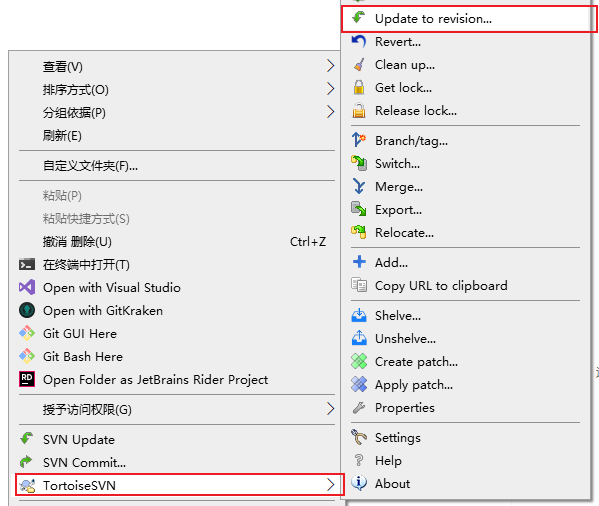 查看(V)
排序方式(O)
分组依据(P)
刷新(E)
自定义文件夹(F)...
粘贴(P)
粘贴快捷方式(S)
撤消 删除(U) Ctrl+Z
在终端中打开(T)
Open with Visual Studio
Open with GitKraken
Git GUI Here
Git Bash Here
Open Folder as JetBrains Rider Project
授予访问权限(G)
SVN Update
SVN Commit...
TortoiseSVN
Update to revision...
Revert...
Clean up...
Get lock...
Release lock...
Branch/tag...
Switch...
Merge...
Export...
Relocate...
Add...
Copy URL to clipboard
Shelve...
Unshelve...
Create patch...
Apply patch...
Properties
Settings
Help
About